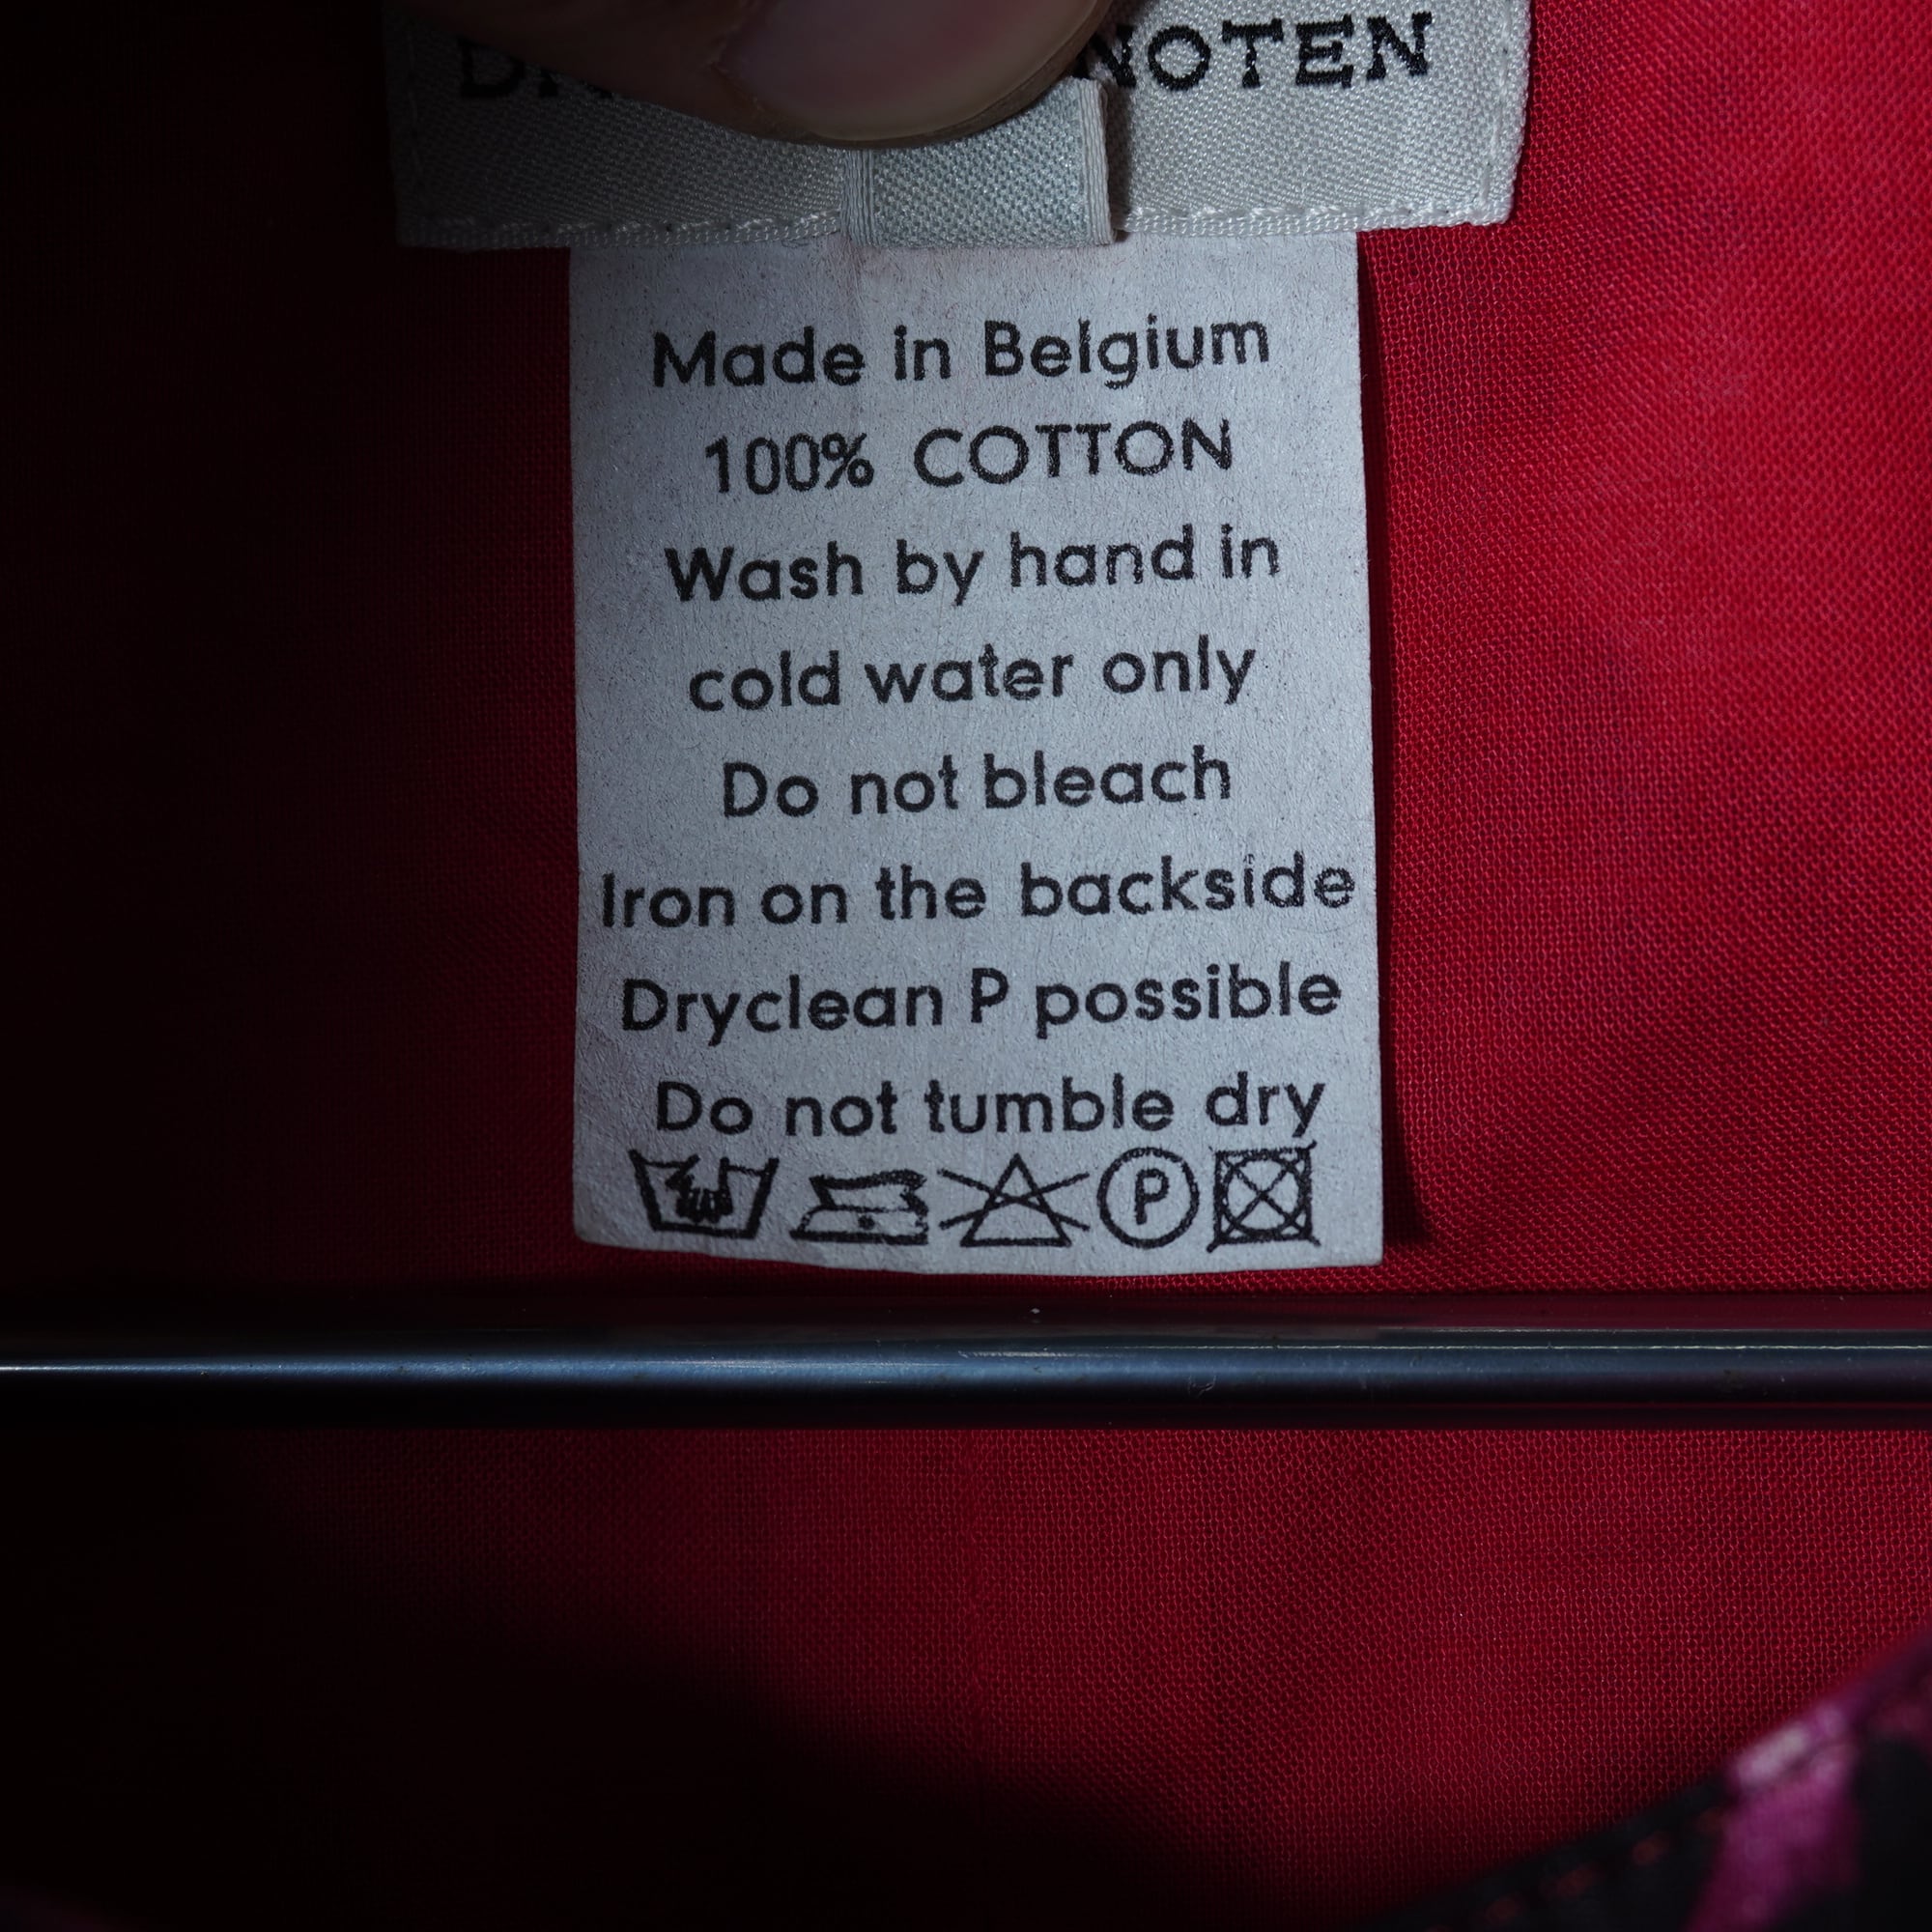 NOTEN
Made in Belgium
100% COTTON
Wash by hand in
cold water only
Do not bleach
Iron on the backside
Dryclean P possible
Do not tumble dry
P